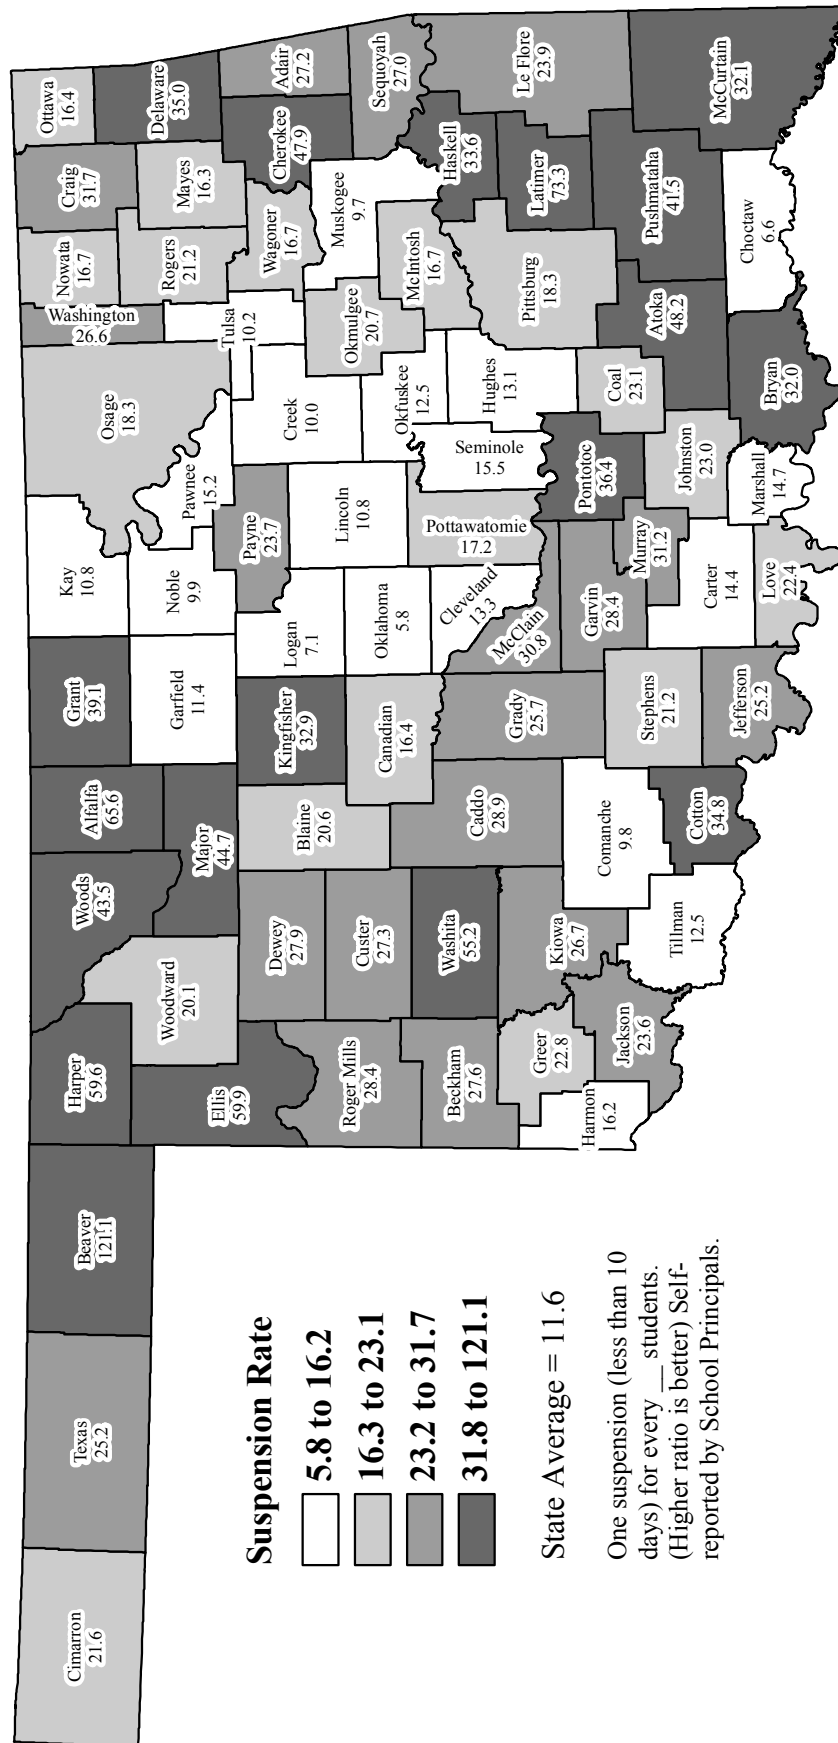 Cimarron
21.6
Texas
25.2
Beaver
121.1
Harper
59.6
Woods
43.5
Alfalfa
65.6
Grant
39.1
Kay
10.8
Osage
18.3
Washington
26.6
Nowata
16.7
Craig
31.7
Ottawa
16.4
Ellis
59.9
Woodward
20.1
Major
44.7
Garfield
11.4
Noble
9.9
Pawnee
15.2
Tulsa
10.2
Rogers
21.2
Mayes
16.3
Delaware
35.0
Roger Mills
28.4
Dewey
27.9
Blaine
20.6
Kingfisher
32.9
Logan
7.1
Payne
23.7
Creek
10.0
Wagoner
16.7
Cherokee
47.9
Adair
27.2
Beckham
27.6
Custer
27.3
Washita
55.2
Caddo
28.9
Canadian
16.4
Oklahoma
5.8
Lincoln
10.8
Okfuskee
12.5
Okmulgee
20.7
Muskogee
9.7
Sequoyah
27.0
Harmon
16.2
Greer
22.8
Kiowa
26.7
Grady
25.7
Cleveland
13.3
McClain
30.8
Pottawatomie
17.2
Seminole
15.5
Hughes
13.1
McIntosh
16.7
Haskell
33.6
Jackson
23.6
Tillman
12.5
Comanche
9.8
Stephens
21.2
Garvin
28.4
Murray
31.2
Pontotoc
36.4
Coal
23.1
Pittsburg
18.3
Latimer
73.3
Le Flore
23.9
Cotton
34.8
Jefferson
25.2
Carter
14.4
Love
22.4
Johnston
23.0
Marshall
14.7
Atoka
48.2
Bryan
32.0
Pushmataha
41.5
Choctaw
6.6
McCurtain
32.1
Suspension Rate
5.8 to 16.2
16.3 to 23.1
23.2 to 31.7
31.8 to 121.1
State Average = 11.6
One suspension (less than 10
days) for every __ students.
(Higher ratio is better) Self-
reported by School Principals.